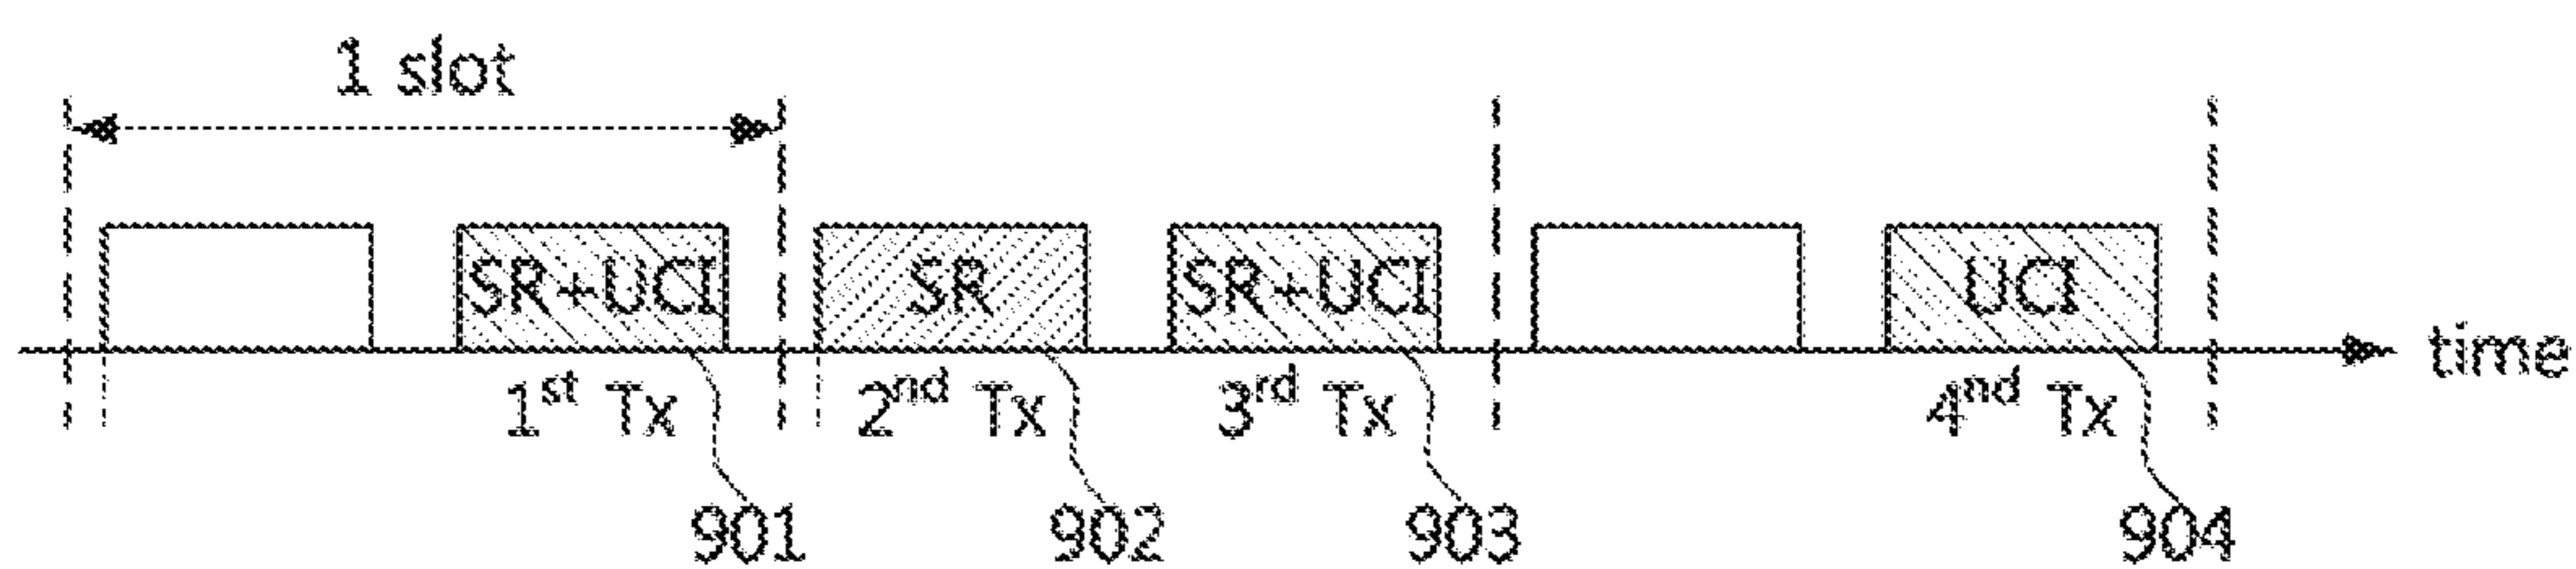 1 slot
SR+UCI SR SR+UCI UCI
time
1st Tx 2nd Tx 3rd Tx 4nd Tx
901 902 903 904